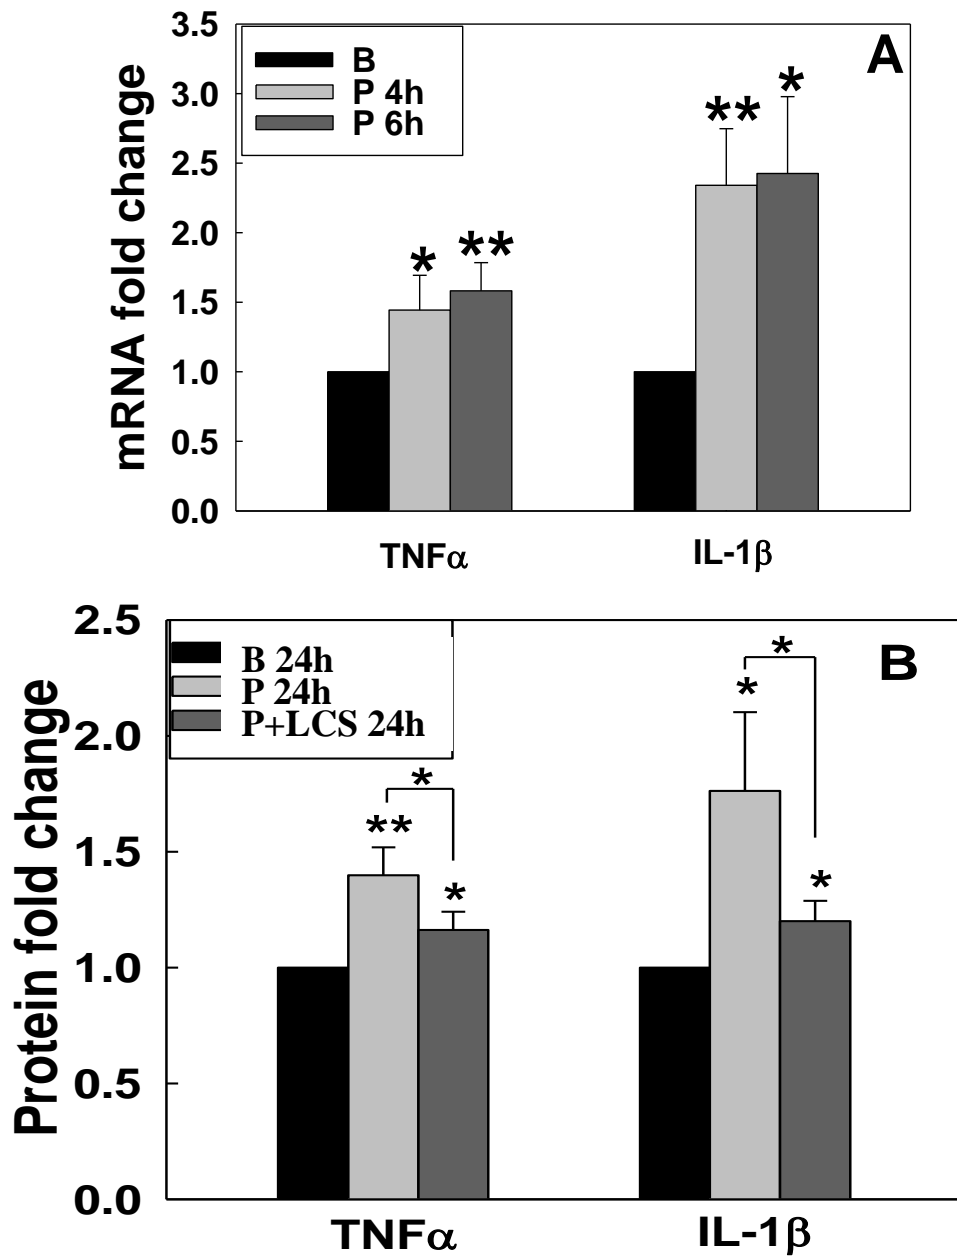 3.5
3.0
2.5
2.0
1.5
1.0
0.5
0.0
mRNA fold change
B
P 4h
P 6h
A
*
**
**
*
TNFα
IL-1β
2.5
2.0
1.5
1.0
0.5
0.0
Protein fold change
B 24h
P 24h
P+LCS 24h
B
*
**
*
*
*
*
TNFα
IL-1β